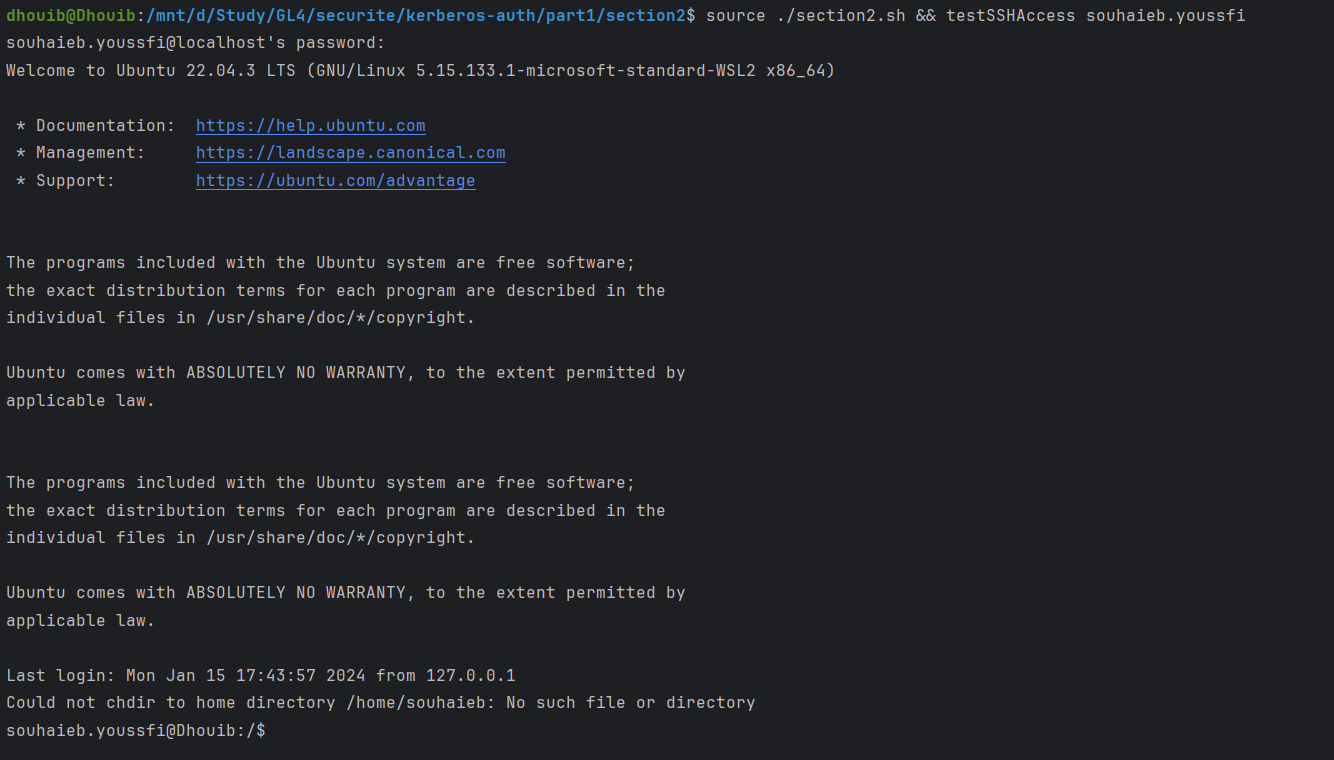 dhouib@Dhouib:/mnt/d/Study/GL4/securite/kerberos-auth/part1/section2$ source ./section2.sh && testSSHAccess souhaieb.youssfi
souhaieb.youssfi@localhost's password:
Welcome to Ubuntu 22.04.3 LTS (GNU/Linux 5.15.133.1-microsoft-standard-WSL2 x86_64)
* Documentation:  https://help.ubuntu.com
* Management:     https://landscape.canonical.com
* Support:        https://ubuntu.com/advantage
The programs included with the Ubuntu system are free software;
the exact distribution terms for each program are described in the
individual files in /usr/share/doc/*/copyright.
Ubuntu comes with ABSOLUTELY NO WARRANTY, to the extent permitted by
applicable law.
The programs included with the Ubuntu system are free software;
the exact distribution terms for each program are described in the
individual files in /usr/share/doc/*/copyright.
Ubuntu comes with ABSOLUTELY NO WARRANTY, to the extent permitted by
applicable law.
Last login: Mon Jan 15 17:43:57 2024 from 127.0.0.1
Could not chdir to home directory /home/souhaieb: No such file or directory
souhaieb.youssfi@Dhouib:/$